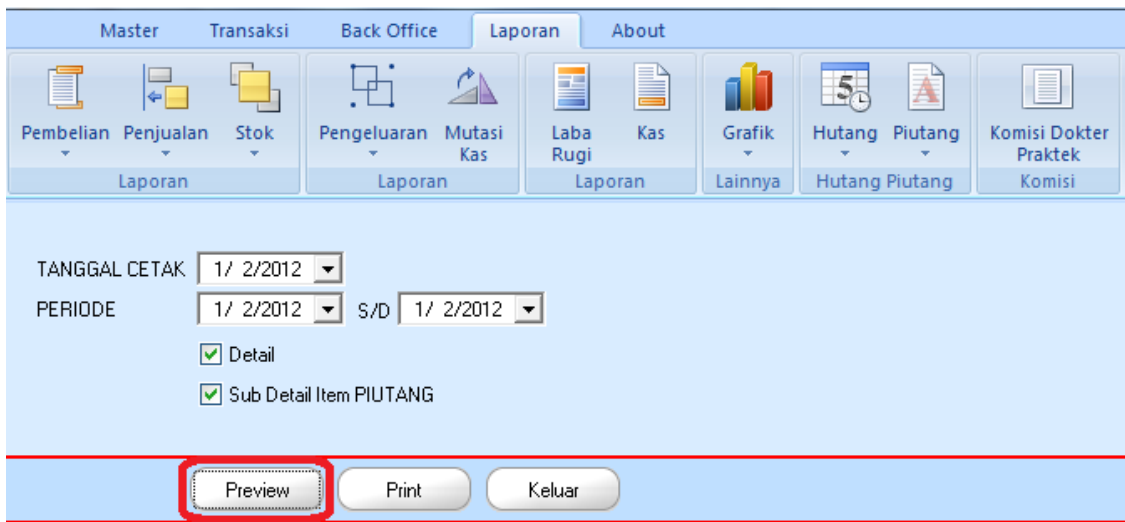 Master Transaksi Back Office Laporan About
Pembelian Penjualan Stok Pengeluaran Mutasi Kas Laba Rugi Kas Grafik 5 Hutang A Piutang Komisi Dokter Praktek
Laporan Laporan Laporan Lainnya Hutang Piutang Komisi
TANGGAL CETAK 1/ 2/2012
PERIODE 1/ 2/2012 S/D 1/ 2/2012
Detail
Sub Detail Item PIUTANG
Preview Print Keluar